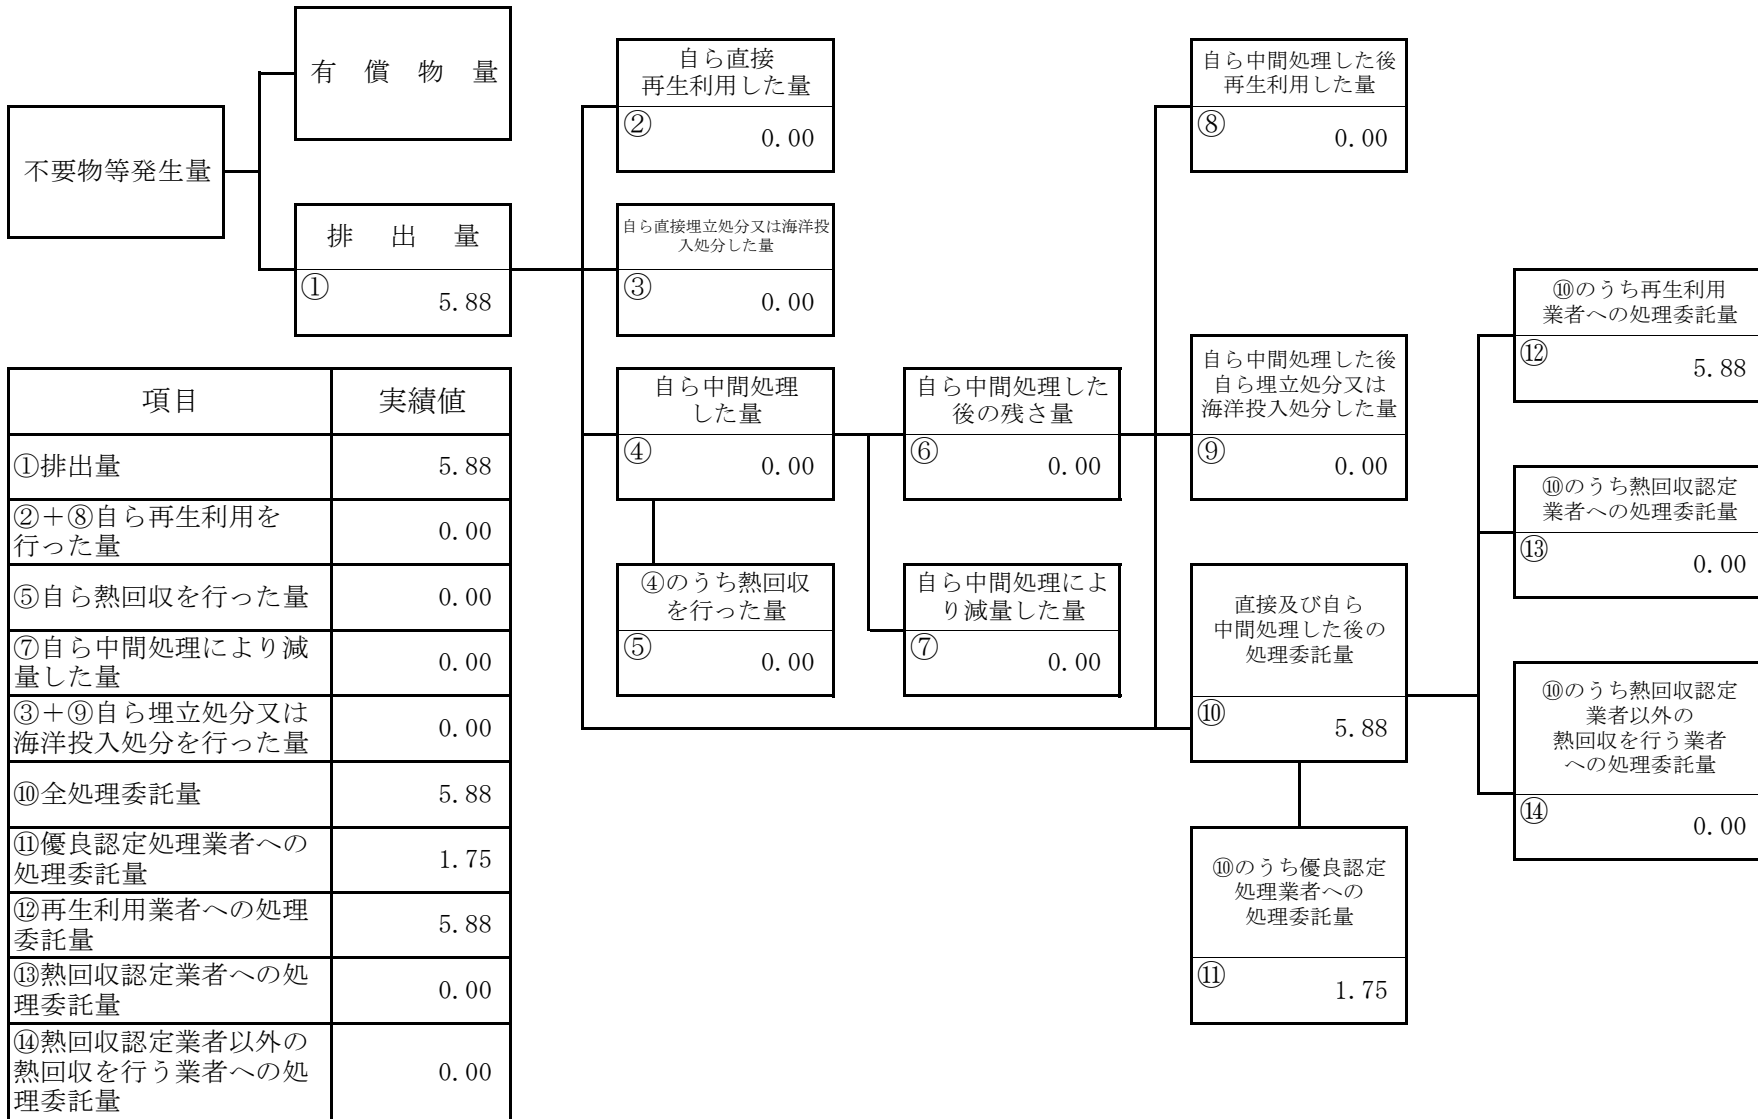 有償物量
不要物等発生量
排出量
①
5.88
自ら直接
再生利用した量
②
0.00
自ら直接埋立処分又は海洋投
入処分した量
③
0.00
自ら中間処理
した量
④
0.00
④のうち熱回収
を行った量
⑤
0.00
自ら中間処理した
後の残さ量
⑥
0.00
自ら中間処理によ
り減量した量
⑦
0.00
自ら中間処理した後
再生利用した量
⑧
0.00
自ら中間処理した後
自ら埋立処分又は
海洋投入処分した量
⑨
0.00
直接及び自ら
中間処理した後の
処理委託量
⑩
5.88
⑩のうち優良認定
処理業者への
処理委託量
⑪
1.75
⑩のうち再生利用
業者への処理委託量
⑫
5.88
⑩のうち熱回収認定
業者への処理委託量
⑬
0.00
⑩のうち熱回収認定
業者以外の
熱回収を行う業者
への処理委託量
⑭
0.00
項目 実績値
①排出量 5.88
②＋⑧自ら再生利用を
行った量 0.00
⑤自ら熱回収を行った量 0.00
⑦自ら中間処理により減
量した量 0.00
③＋⑨自ら埋立処分又は
海洋投入処分を行った量 0.00
⑩全処理委託量 5.88
⑪優良認定処理業者への
処理委託量 1.75
⑫再生利用業者への処理
委託量 5.88
⑬熱回収認定業者への処
理委託量 0.00
⑭熱回収認定業者以外の
熱回収を行う業者への処
理委託量 0.00